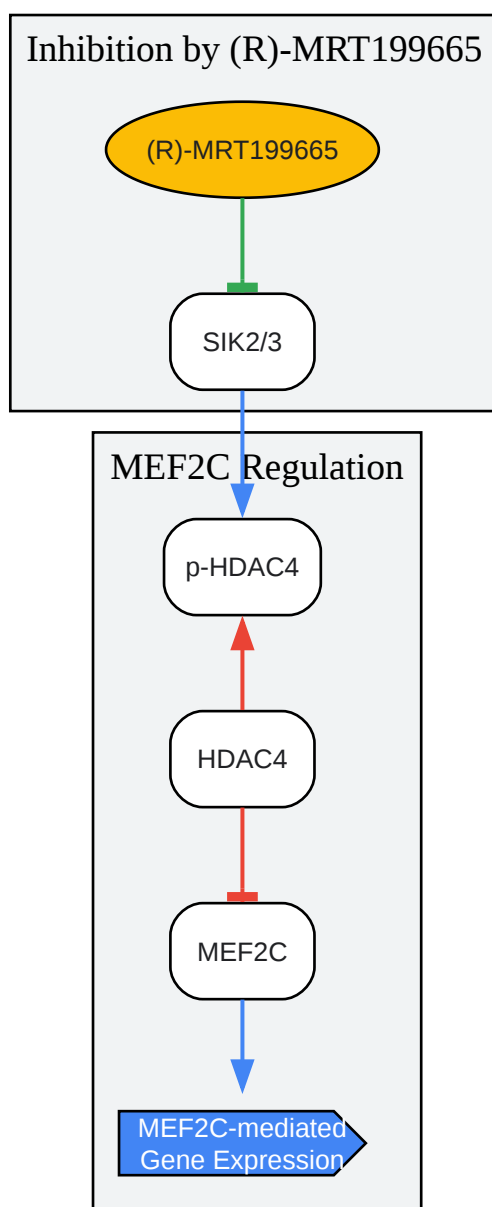 Inhibition by (R)-MRT199665
(R)-MRT199665
SIK2/3
MEF2C Regulation
p-HDAC4
HDAC4
MEF2C
MEF2C-mediated
Gene Expression